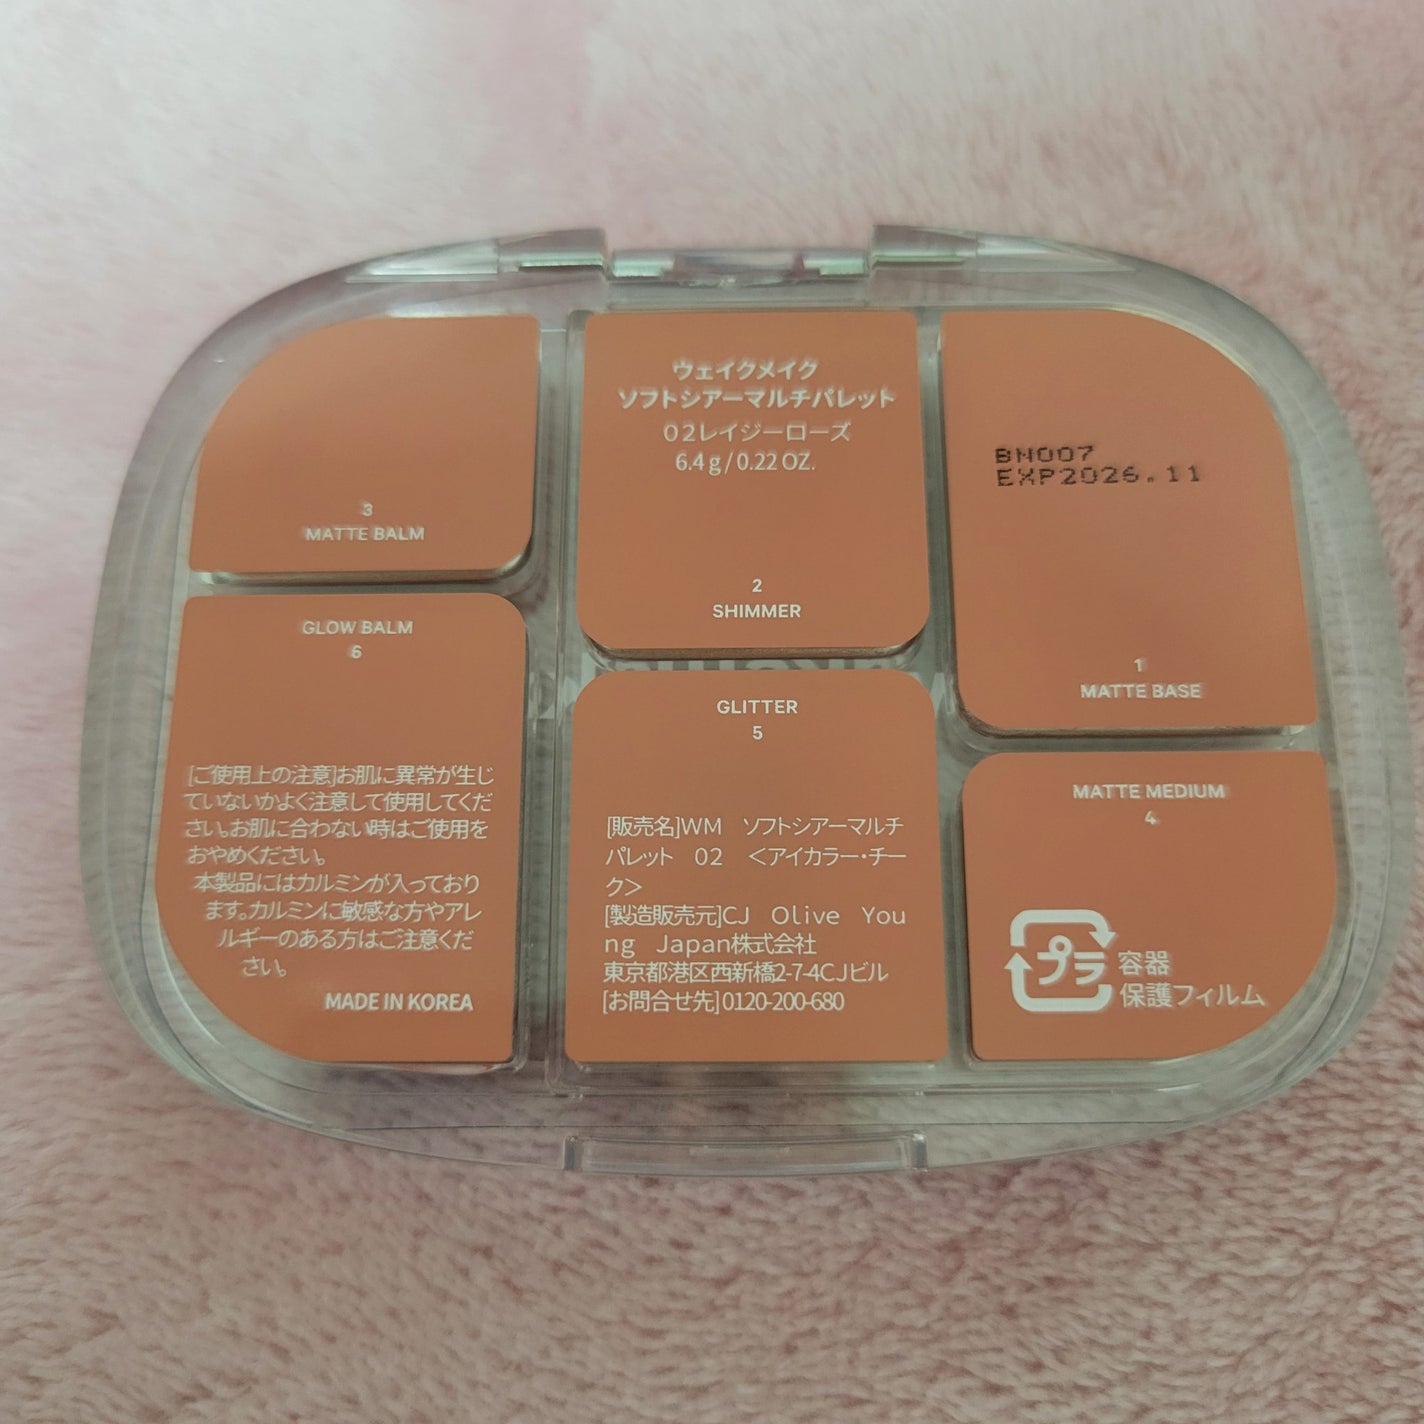 3
MATTE BALM
ウェイクメイク
ソフトシアーマルチパレット
02レイジーローズ
6.4 g / 0.22 OZ.
2
SHIMMER
BN007
EXP2026.11
1
MATTE BASE
GLOW BALM
6
[ご使用上の注意]お肌に異常が生じ
ていないかよく注意して使用してくだ
さい。お肌に合わない時はご使用を
おやめください。
本製品にはカルミンが入っており
ます。カルミンに敏感な方やアレ
ルギーのある方はご注意くだ
さい。
MADE IN KOREA
GLITTER
5
[販売名]WM　ソフトシアーマルチ
パレット　02　＜アイカラー・チー
ク＞
[製造販売元]CJ　Olive　You
ng　Japan株式会社
東京都港区西新橋2-7-4CJビル
[お問合せ先]0120-200-680
MATTE MEDIUM
4
プラ
容器
保護フィルム